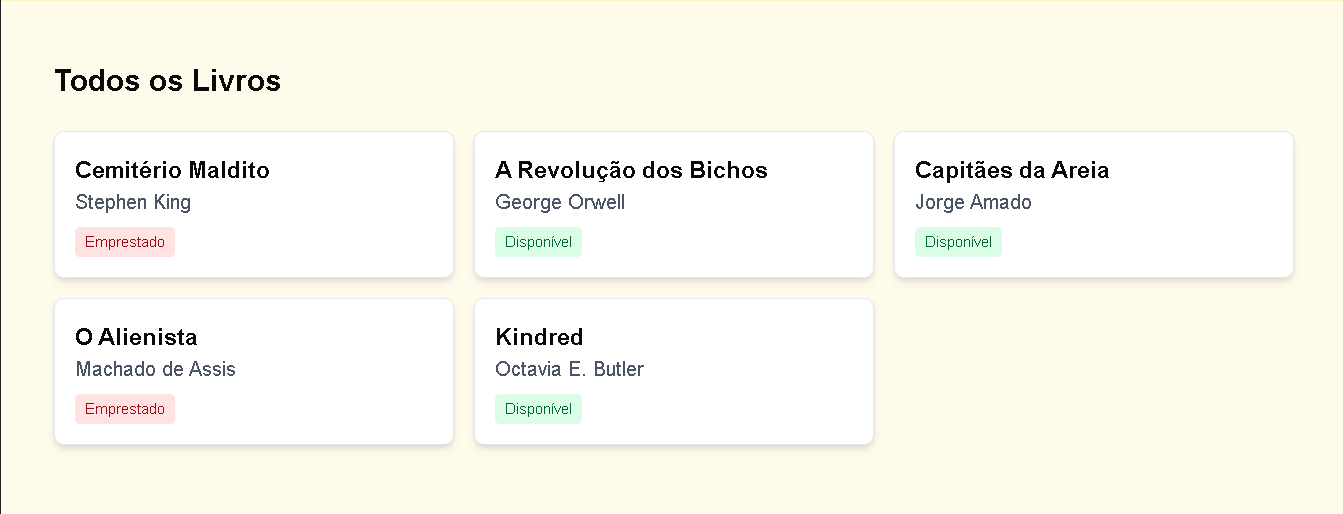 Todos os Livros
Cemitério Maldito
Stephen King
Emprestado
A Revolução dos Bichos
George Orwell
Disponível
Capitães da Areia
Jorge Amado
Disponível
O Alienista
Machado de Assis
Emprestado
Kindred
Octavia E. Butler
Disponível